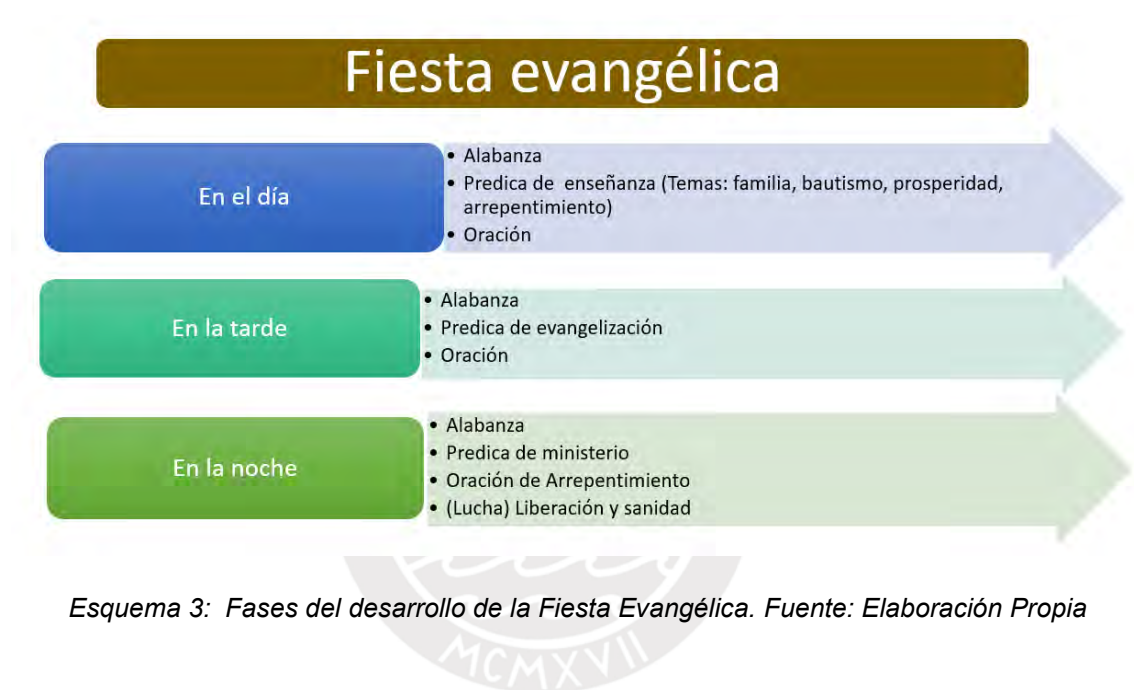 Fiesta evangélica
En el día
• Alabanza
• Predica de enseñanza (Temas: familia, bautismo, prosperidad,
arrepentimiento)
• Oración
En la tarde
• Alabanza
• Predica de evangelización
• Oración
En la noche
• Alabanza
• Predica de ministerio
• Oración de Arrepentimiento
• (Lucha) Liberación y sanidad
Esquema 3: Fases del desarrollo de la Fiesta Evangélica. Fuente: Elaboración Propia
MCMXVII